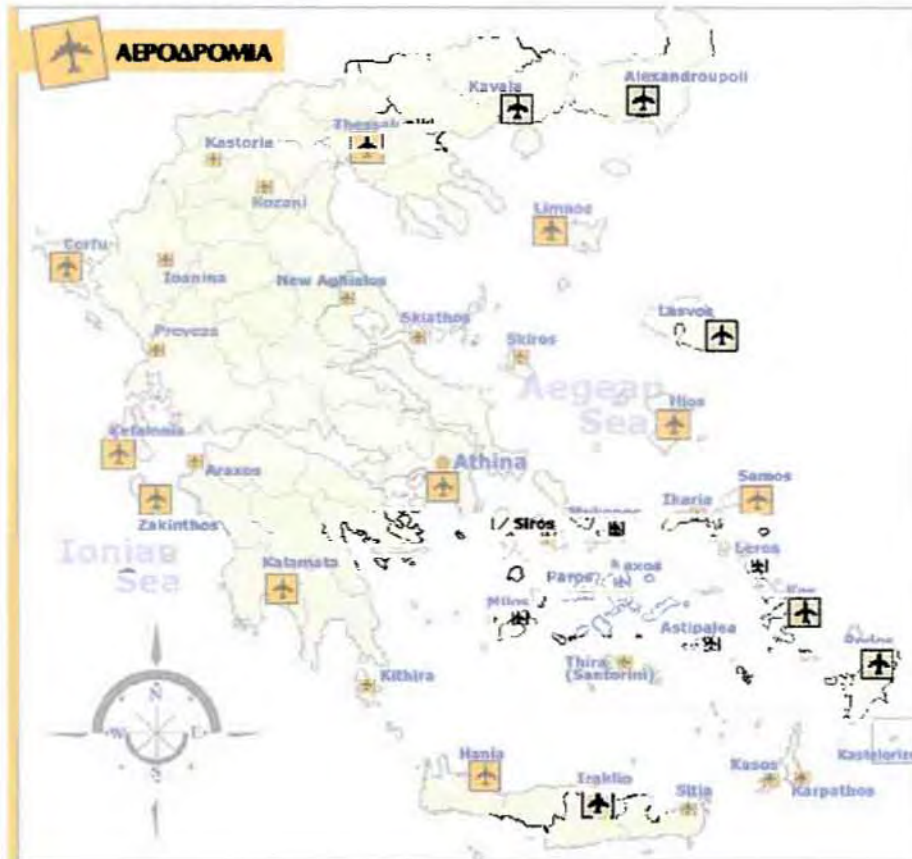 ΑΕΡΟΔΡΟΜΙΑ
Alexandroupoli
Kavala
Kastoria
Kozani
Limnos
Corfu
Ioanina
New Aghialos
Lasvos
Skiathos
Preveza
Skiros
Aegean
Sea
Hios
Kefalonia
Araxos
Athina
Samos
Ikaria
Zakinthos
Siros
Ionian
Sea
Kalamata
Leros
Paros
Milos
Astipalea
Kithira
Thira
(Santorini)
Hania
Iraklio
Sitia
Kasos
Karpathos